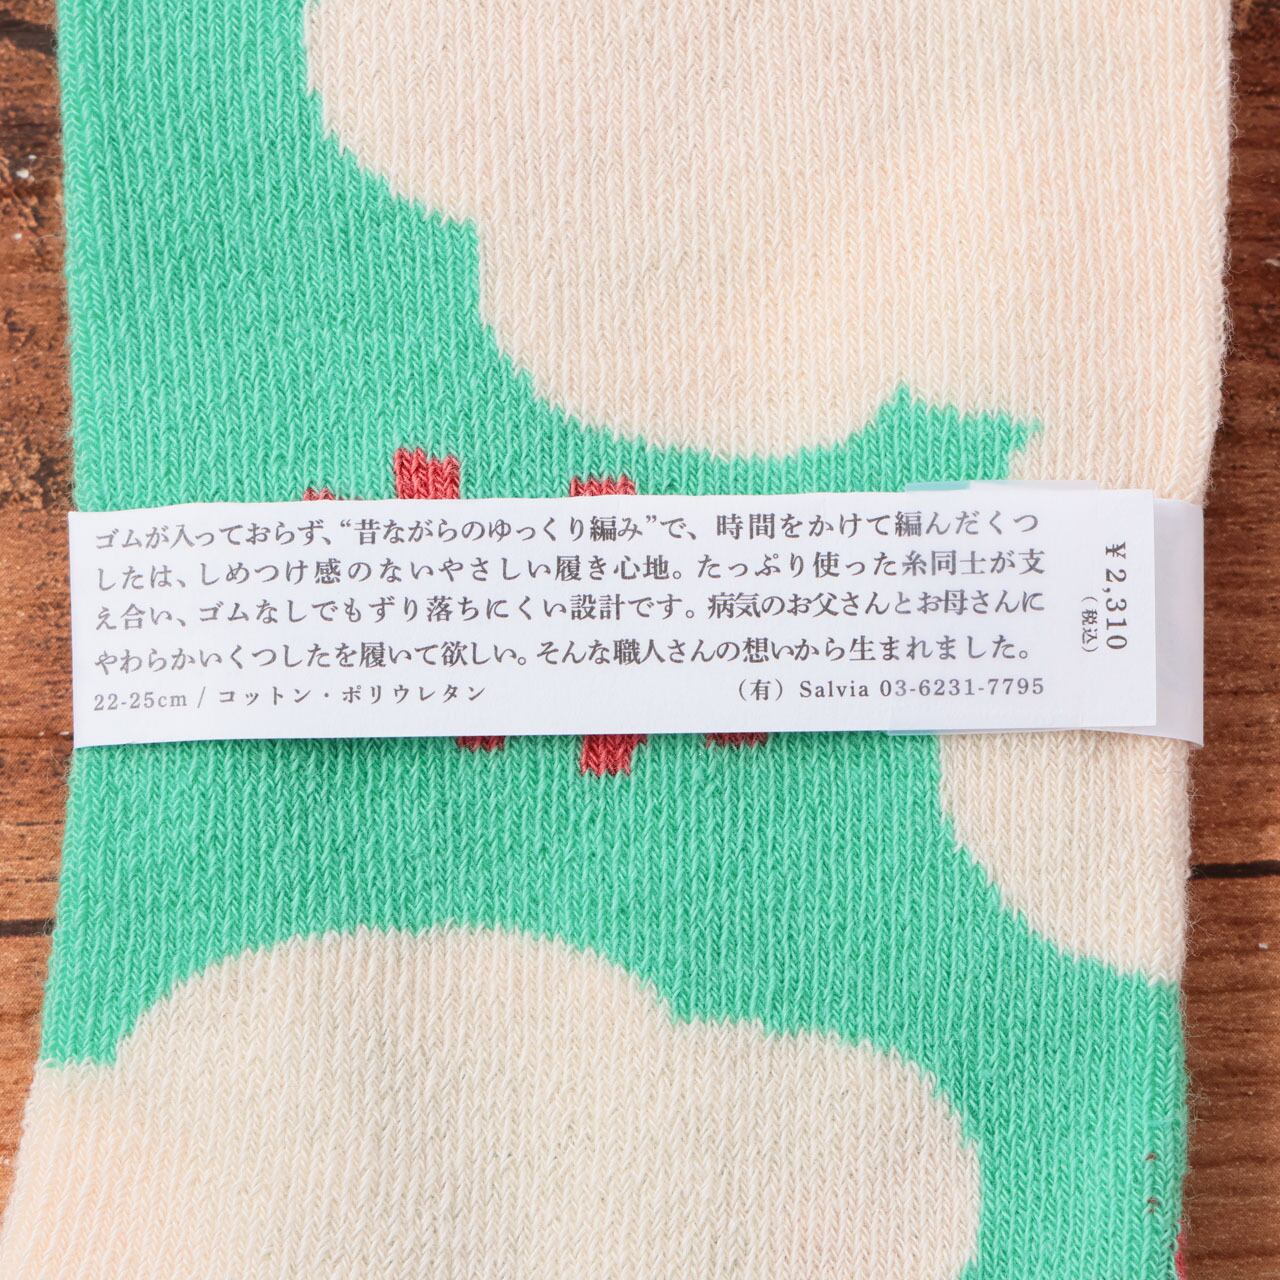 ゴムが入っておらず、“昔ながらのゆっくり編み”で、時間をかけて編んだくつ
したは、しめつけ感のないやさしい履き心地。たっぷり使った糸同士が支
え合い、ゴムなしでもずり落ちにくい設計です。病気のお父さんとお母さんに
やわらかいくつしたを履いて欲しい。そんな職人さんの想いから生まれました。
22-25cm / コットン・ポリウレタン
（有）Salvia 03-6231-7795
¥2,310
（税込）